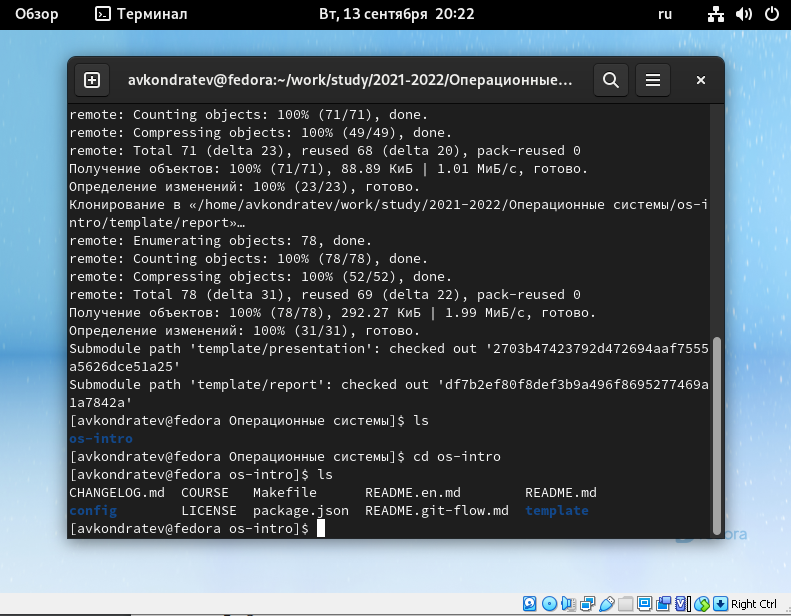 Обзор Терминал Вт, 13 сентября 20:22 ru
avkondratev@fedora:~/work/study/2021-2022/Операционные…
remote: Counting objects: 100% (71/71), done.
remote: Compressing objects: 100% (49/49), done.
remote: Total 71 (delta 23), reused 68 (delta 20), pack-reused 0
Получение объектов: 100% (71/71), 88.89 КиБ | 1.01 МиБ/с, готово.
Определение изменений: 100% (23/23), готово.
Клонирование в «/home/avkondratev/work/study/2021-2022/Операционные системы/os-i
ntro/template/report»…
remote: Enumerating objects: 78, done.
remote: Counting objects: 100% (78/78), done.
remote: Compressing objects: 100% (52/52), done.
remote: Total 78 (delta 31), reused 69 (delta 22), pack-reused 0
Получение объектов: 100% (78/78), 292.27 КиБ | 1.99 МиБ/с, готово.
Определение изменений: 100% (31/31), готово.
Submodule path 'template/presentation': checked out '2703b47423792d472694aaf7555
a5626dce51a25'
Submodule path 'template/report': checked out 'df7b2ef80f8def3b9a496f8695277469a
1a7842a'
[avkondratev@fedora Операционные системы]$ ls
os-intro
[avkondratev@fedora Операционные системы]$ cd os-intro
[avkondratev@fedora os-intro]$ ls
CHANGELOG.md COURSE Makefile README.en.md README.md
config LICENSE package.json README.git-flow.md template
[avkondratev@fedora os-intro]$
Right Ctrl